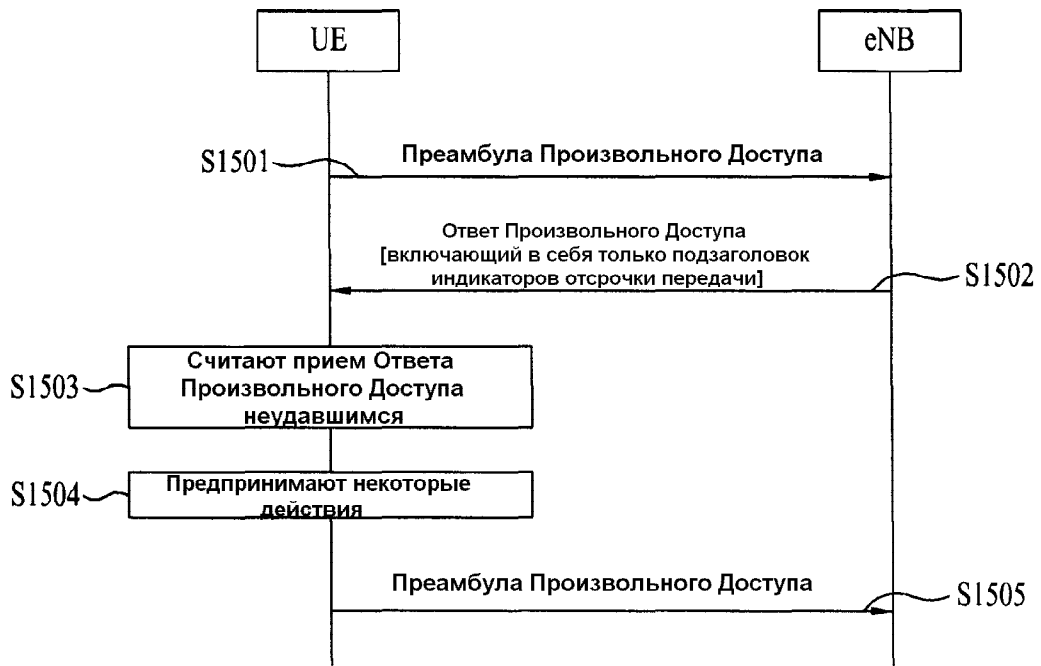 UE
eNB
S1501
Преамбула Произвольного Доступа
Ответ Произвольного Доступа
[включающий в себя только подзаголовок
индикаторов отсрочки передачи]
S1502
S1503
Считают прием Ответа
Произвольного Доступа
неудавшимся
S1504
Предпринимают некоторые
действия
Преамбула Произвольного Доступа
S1505